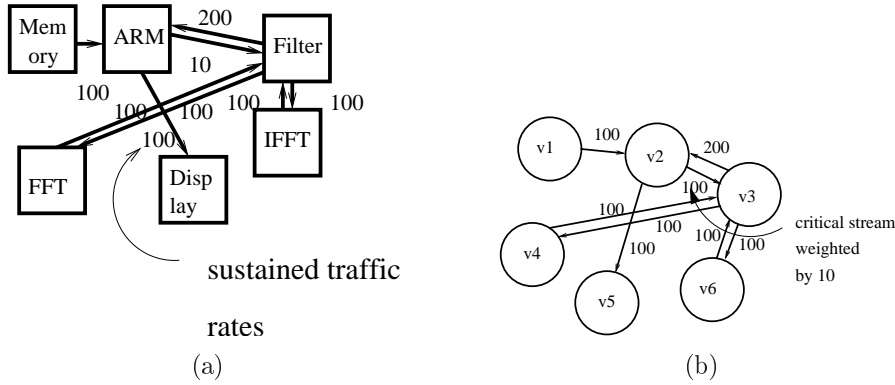 Mem
ory
ARM
200
Filter
10
100
100
100
100
100
100
IFFT
FFT
Disp
lay
sustained traffic
rates
(a)
v1
100
v2
200
100
v3
100
100
v4
100
100
100
v5
v6
critical stream
weighted
by 10
(b)